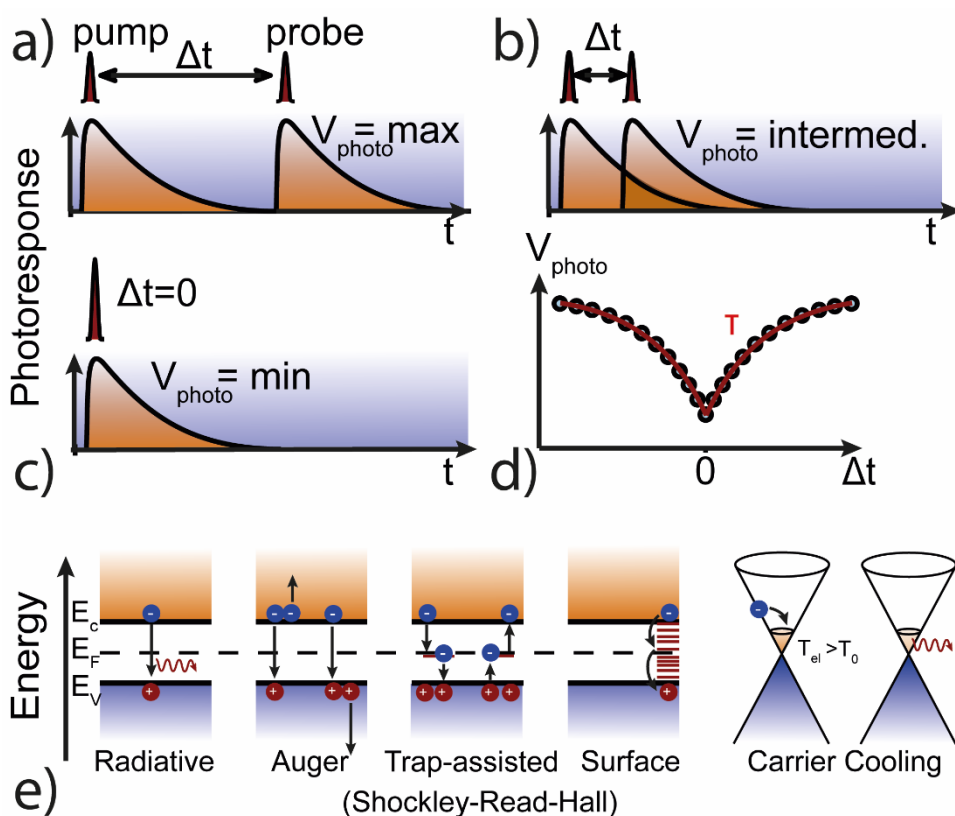 a)
pump
probe
Δt
V_photo = max
t
b)
Δt
V_photo = intermed.
t
Photoresponse
Δt=0
V_photo = min
t
c)
V_photo
T
0
Δt
d)
Energy
E_c
E_F
E_V
-
+
- -
-
+
+ +
-
-
-
-
+ +
+ +
-
+
-
T_el >T_0
Radiative
Auger
Trap-assisted
(Shockley-Read-Hall)
Surface
Carrier Cooling
e)